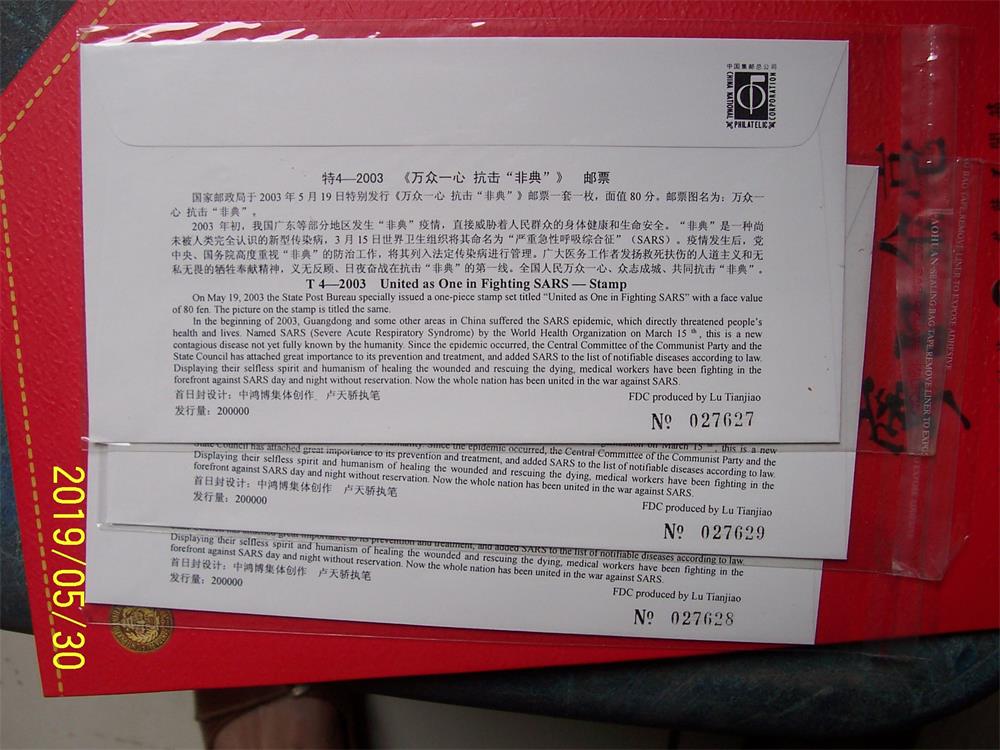 中国集邮总公司
CHINA NATIONAL
PHILATELIC
CORPORATION
特4—2003 《万众一心 抗击“非典”》 邮票
国家邮政局于 2003 年 5 月 19 日特别发行《万众一心 抗击“非典”》邮票一套一枚，面值 80 分。邮票图名为：万众一
心 抗击“非典”。
2003 年初，我国广东等部分地区发生“非典”疫情，直接威胁着人民群众的身体健康和生命安全。“非典”是一种尚
未被人类完全认识的新型传染病，3 月 15 日世界卫生组织将其命名为“严重急性呼吸综合征”（SARS）。疫情发生后，党
中央、国务院高度重视“非典”的防治工作，将其列入法定传染病进行管理。广大医务工作者发扬救死扶伤的人道主义和无
私无畏的牺牲奉献精神，义无反顾、日夜奋战在抗击“非典”的第一线。全国人民万众一心、众志成城、共同抗击“非典”。
T 4—2003 United as One in Fighting SARS — Stamp
On May 19, 2003 the State Post Bureau specially issued a one-piece stamp set titled “United as One in Fighting SARS” with a face value
of 80 fen. The picture on the stamp is titled the same.
In the beginning of 2003, Guangdong and some other areas in China suffered the SARS epidemic, which directly threatened people’s
health and lives. Named SARS (Severe Acute Respiratory Syndrome) by the World Health Organization on March 15 th, this is a new
contagious disease not yet fully known by the humanity. Since the epidemic occurred, the Central Committee of the Communist Party and the
State Council has attached great importance to its prevention and treatment, and added SARS to the list of notifiable diseases according to law.
Displaying their selfless spirit and humanism of healing the wounded and rescuing the dying, medical workers have been fighting in the
forefront against SARS day and night without reservation. Now the whole nation has been united in the war against SARS.
首日封设计：中鸿博集体创作 卢天骄执笔
FDC produced by Lu Tianjiao
发行量：200000
№ 027627
Since the epidemic occurred, the Central Committee of the Communist Party and the
State Council has attached great importance to its prevention and treatment, and added SARS to the list of notifiable diseases according to law.
Displaying their selfless spirit and humanism of healing the wounded and rescuing the dying, medical workers have been fighting in the
forefront against SARS day and night without reservation. Now the whole nation has been united in the war against SARS.
首日封设计：中鸿博集体创作 卢天骄执笔
FDC produced by Lu Tianjiao
发行量：200000
№ 027629
Displaying their selfless spirit and humanism of healing the wounded and rescuing the dying, medical workers have been fighting in the
forefront against SARS day and night without reservation. Now the whole nation has been united in the war against SARS.
首日封设计：中鸿博集体创作 卢天骄执笔
FDC produced by Lu Tianjiao
发行量：200000
№ 027628
2019/05/30